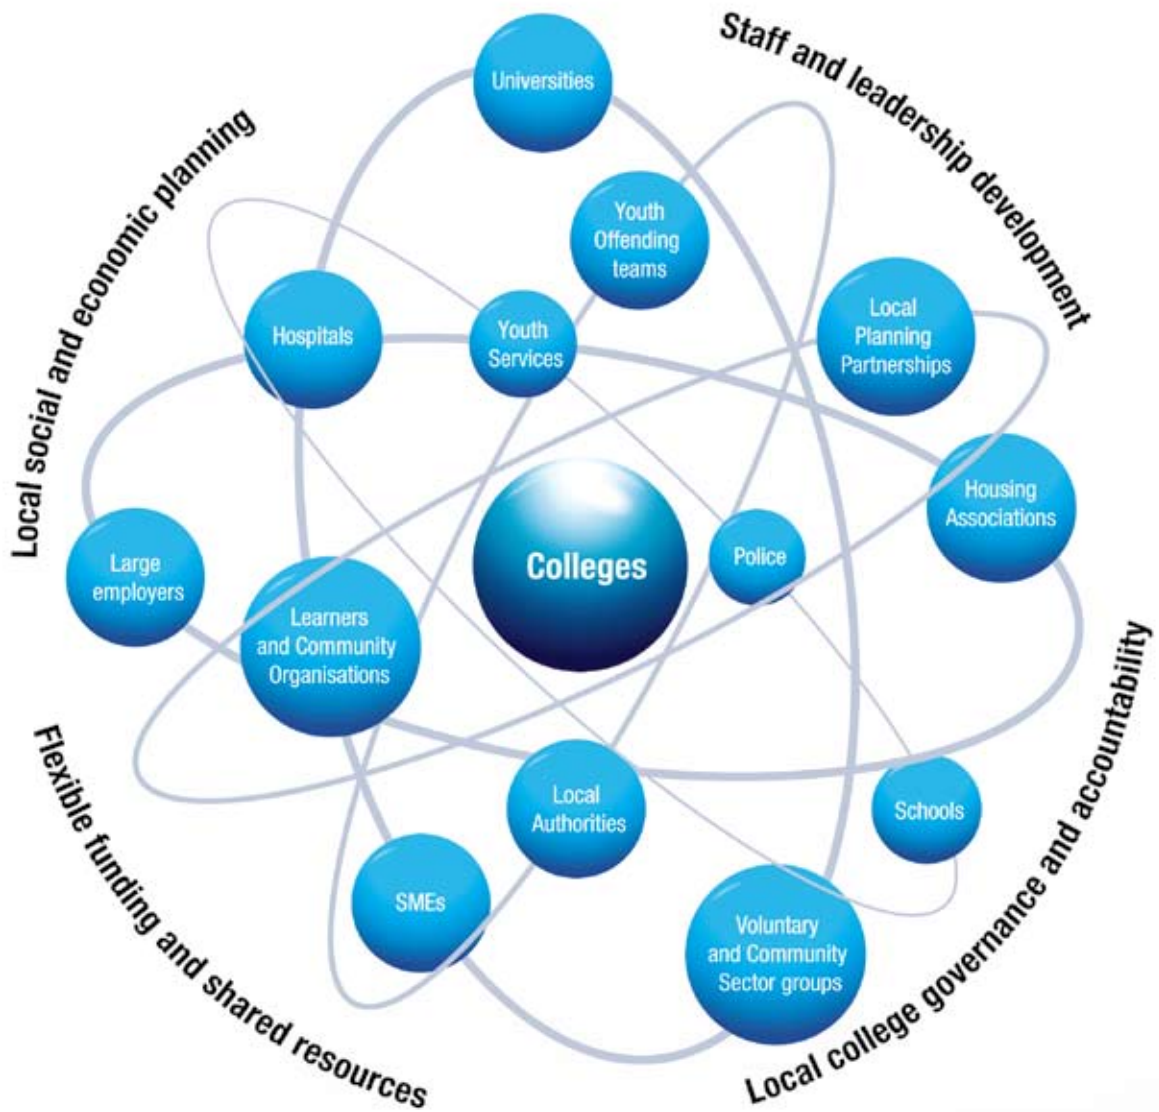 Staff and leadership development
Local social and economic planning
Universities
Youth
Offending
teams
Local
Planning
Partnerships
Hospitals
Youth
Services
Housing
Associations
Colleges
Police
Large
employers
Learners
and Community
Organisations
Local
Authorities
Schools
SMEs
Voluntary
and Community
Sector groups
Flexible funding and shared resources
Local college governance and accountability